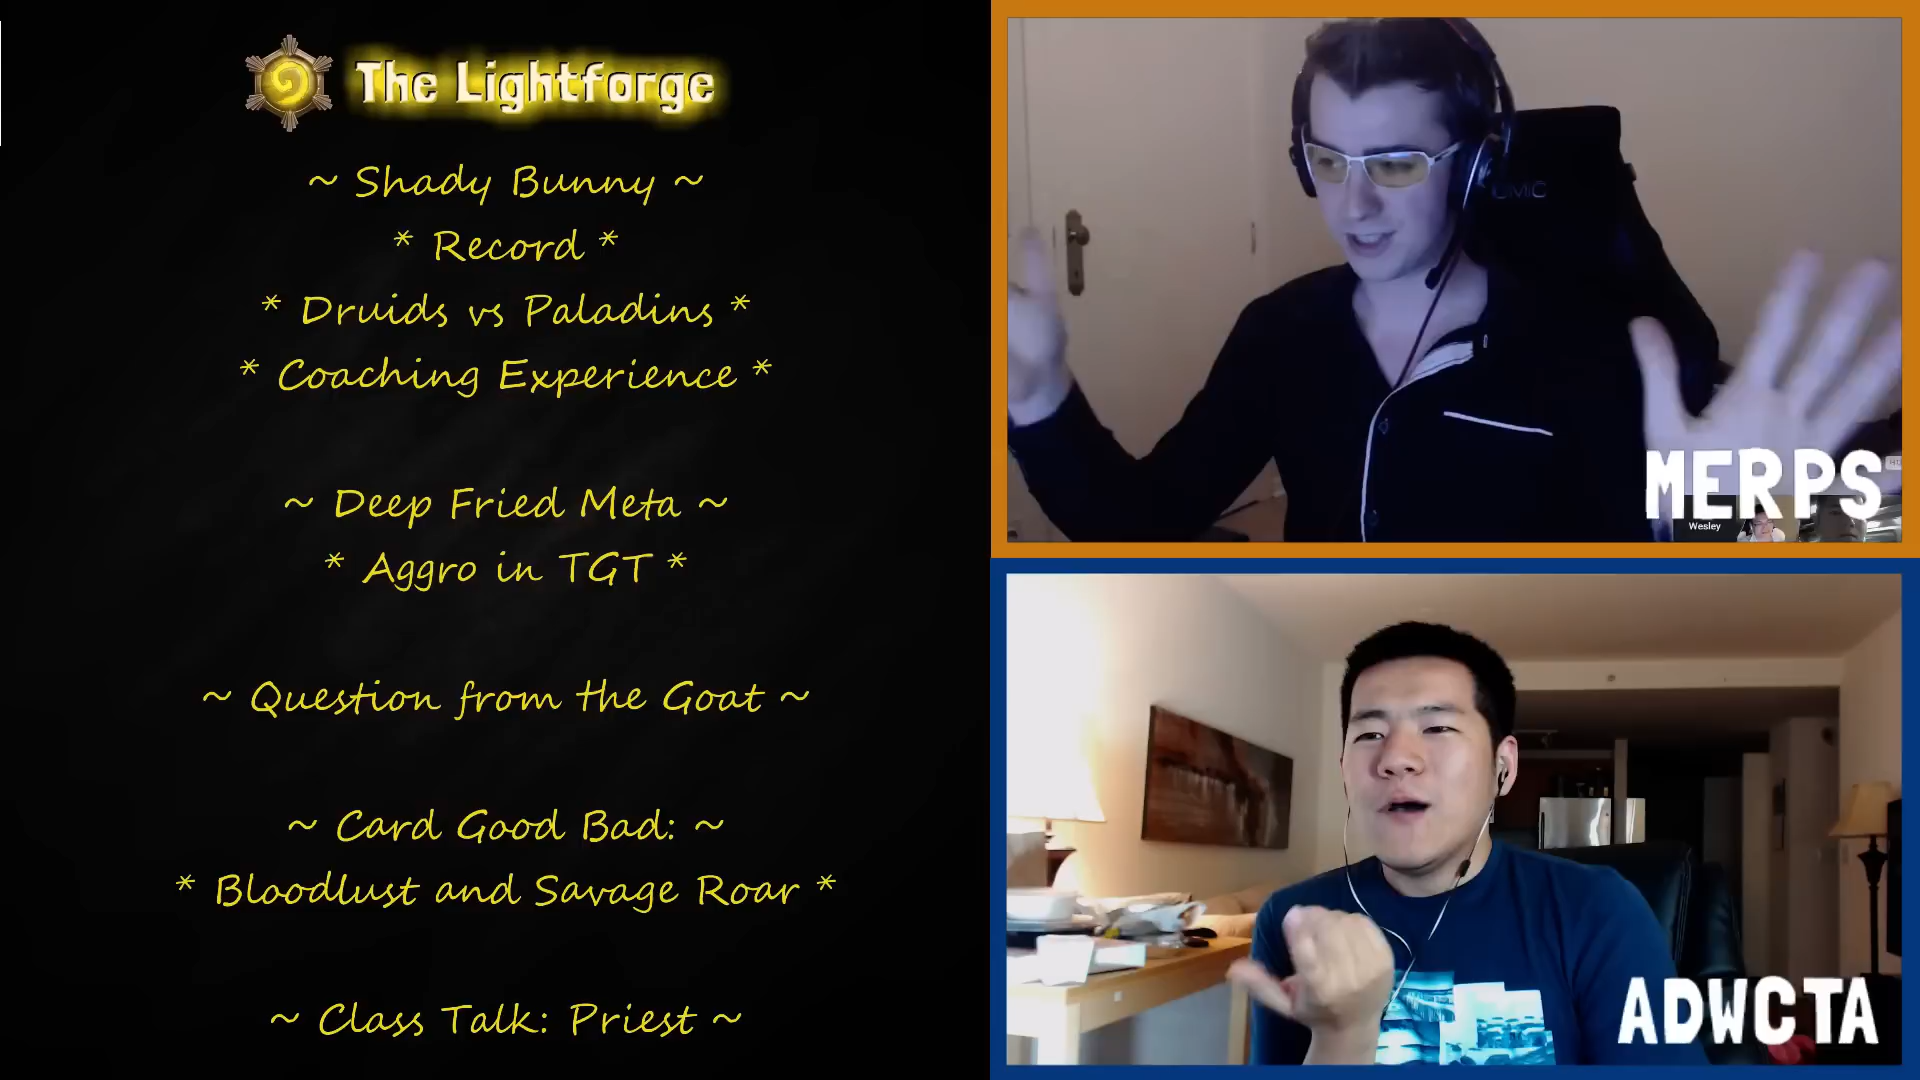 The Lightforge
~ Shady Bunny ~
* Record *
* Druids vs Paladins *
* Coaching Experience *
~ Deep Fried Meta ~
* Aggro in TGT *
~ Question from the Goat ~
~ Card Good Bad: ~
* Bloodlust and Savage Roar *
~ Class Talk: Priest ~
MERPS
Wesley
ADWCTA